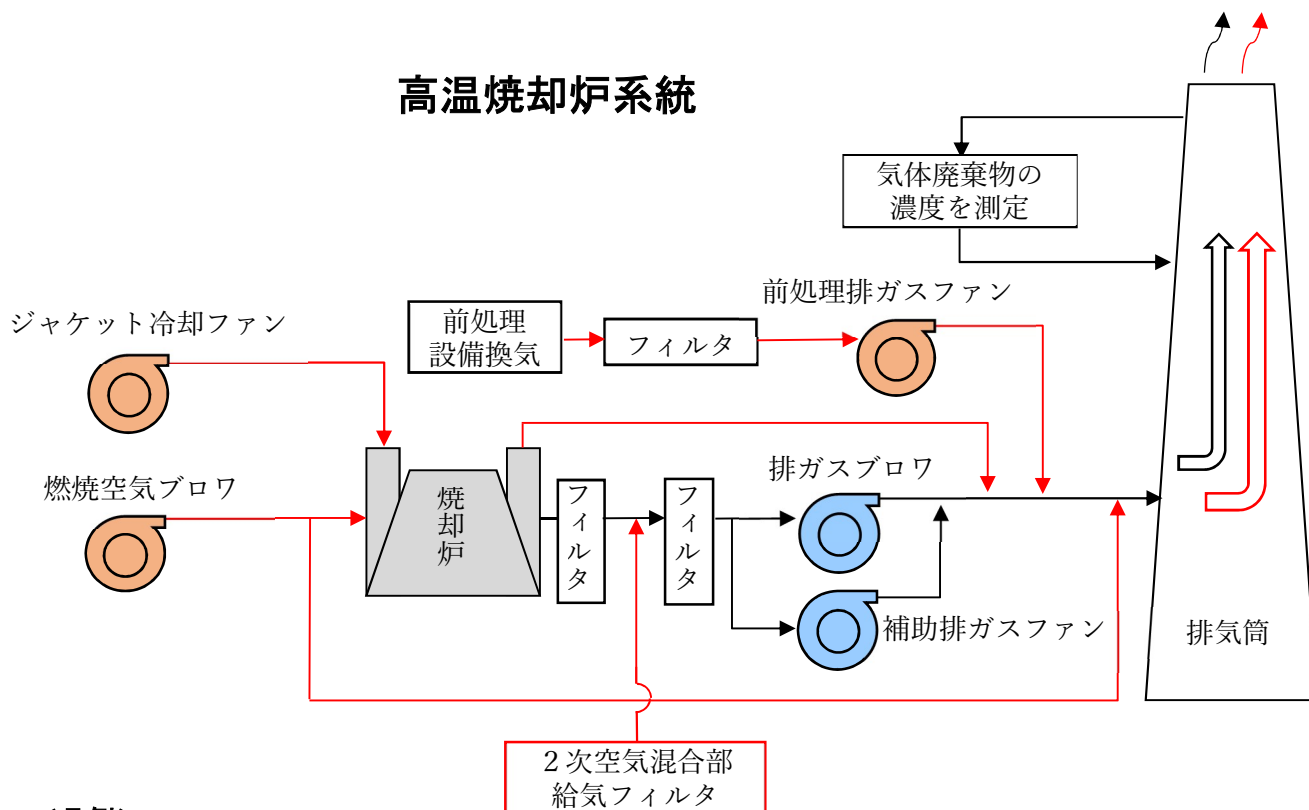 高温焼却炉系統
気体廃棄物の
濃度を測定
ジャケット冷却ファン
前処理
設備換気
フィルタ
前処理排ガスファン
燃焼空気ブロワ
焼却炉
フィルタ
フィルタ
排ガスブロワ
補助排ガスファン
排気筒
２次空気混合部
給気フィルタ